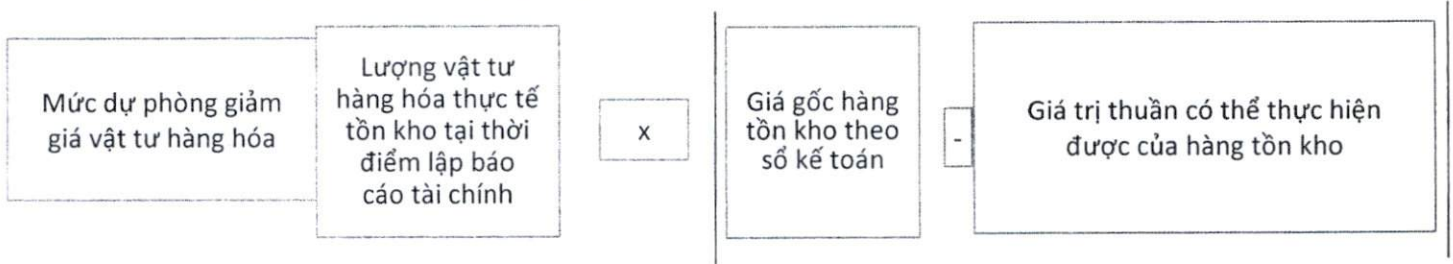 Mức dự phòng giảm
giá vật tư hàng hóa
Lượng vật tư
hàng hóa thực tế
tồn kho tại thời
điểm lập báo
cáo tài chính
x
Giá gốc hàng
tồn kho theo
sổ kế toán
-
Giá trị thuần có thể thực hiện
được của hàng tồn kho